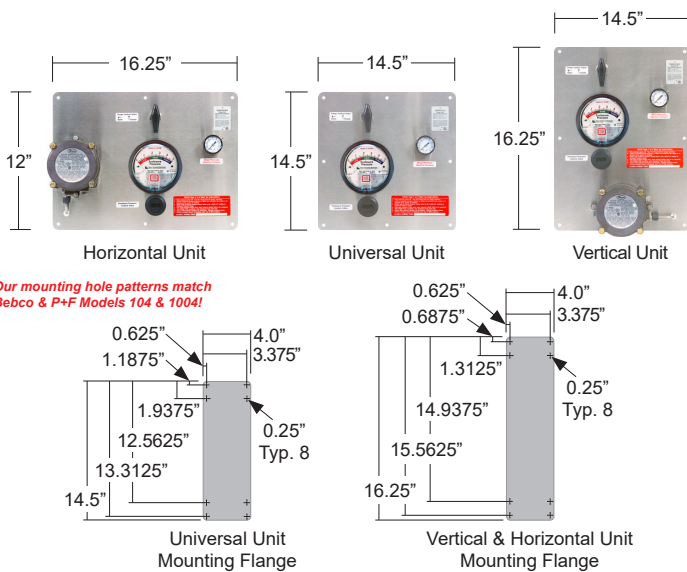 16.25”
12”
Horizontal Unit
14.5”
14.5”
Universal Unit
14.5”
16.25”
Vertical Unit
Our mounting hole patterns match
Bebco & P+F Models 104 & 1004!
0.625”
4.0”
3.375”
1.1875”
1.9375”
0.25”
Typ. 8
12.5625”
13.3125”
14.5”
Universal Unit
Mounting Flange
0.625”
4.0”
3.375”
0.6875”
1.3125”
0.25”
Typ. 8
14.9375”
15.5625”
16.25”
Vertical & Horizontal Unit
Mounting Flange